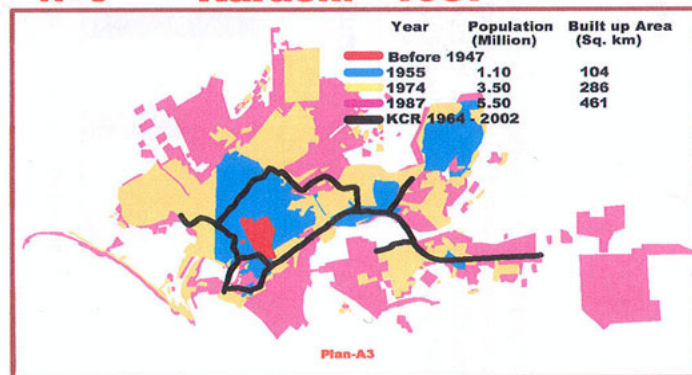 Karachi 1987
Year Population (Million) Built up Area (Sq. km)
Before 1947
1955 1.10 104
1974 3.50 286
1987 5.50 461
KCR 1964 - 2002
Plan-A3